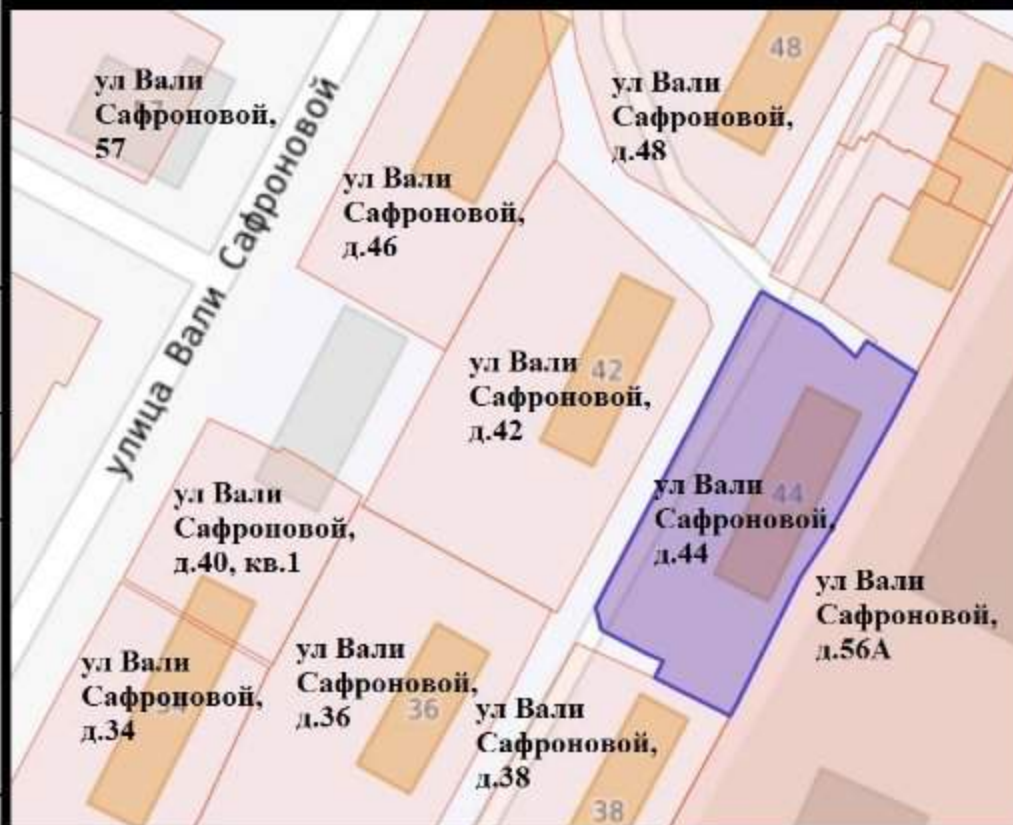 ул Вали
Сафроновой,
57
ул Вали
Сафроновой,
д.48
48
ул Вали
Сафроновой,
д.46
улица Вали Сафроновой
ул Вали
Сафроновой,
д.42
42
ул Вали
Сафроновой,
д.44
44
ул Вали
Сафроновой,
д.40, кв.1
ул Вали
Сафроновой,
д.56А
ул Вали
Сафроновой,
д.34
ул Вали
Сафроновой,
д.36
36
ул Вали
Сафроновой,
д.38
38